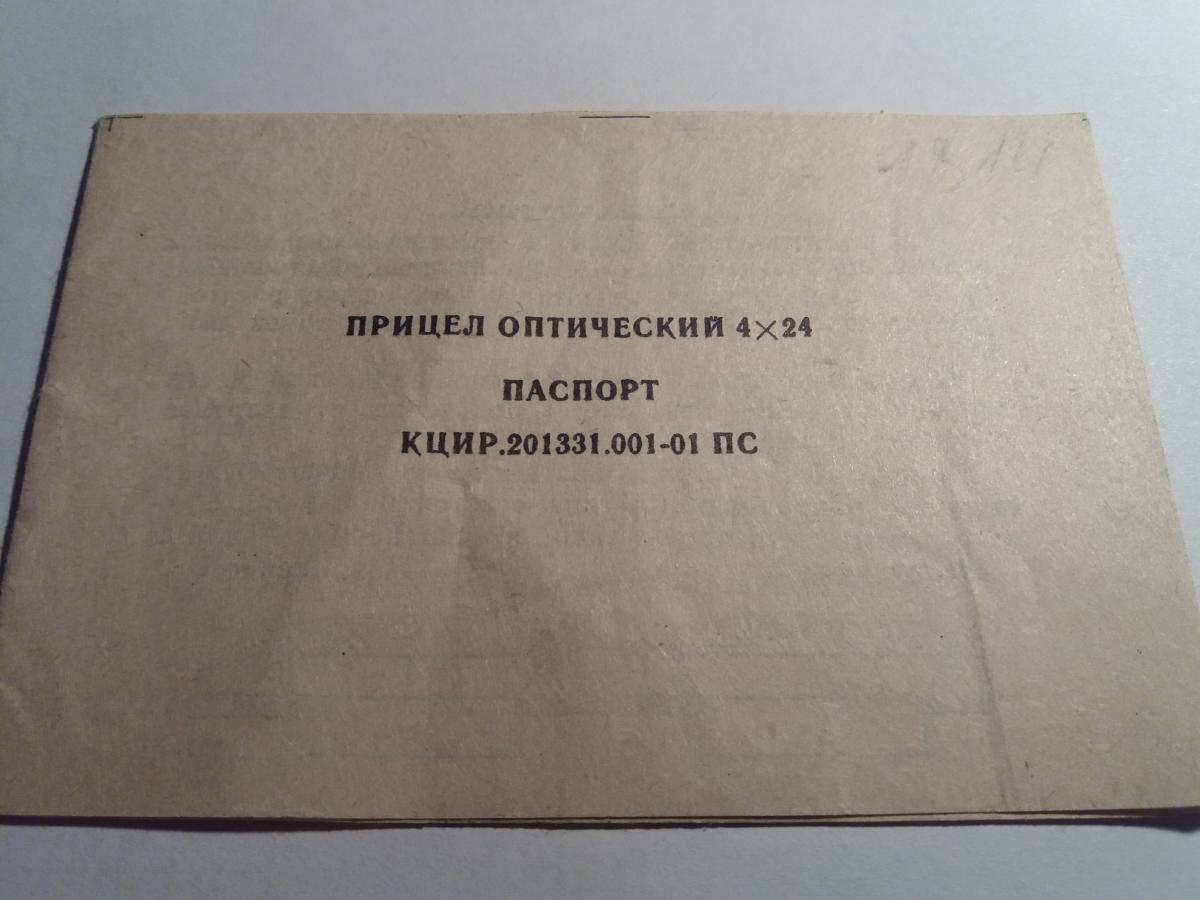 ПРИЦЕЛ ОПТИЧЕСКИЙ 4×24
ПАСПОРТ
КЦИР.201331.001-01 ПС